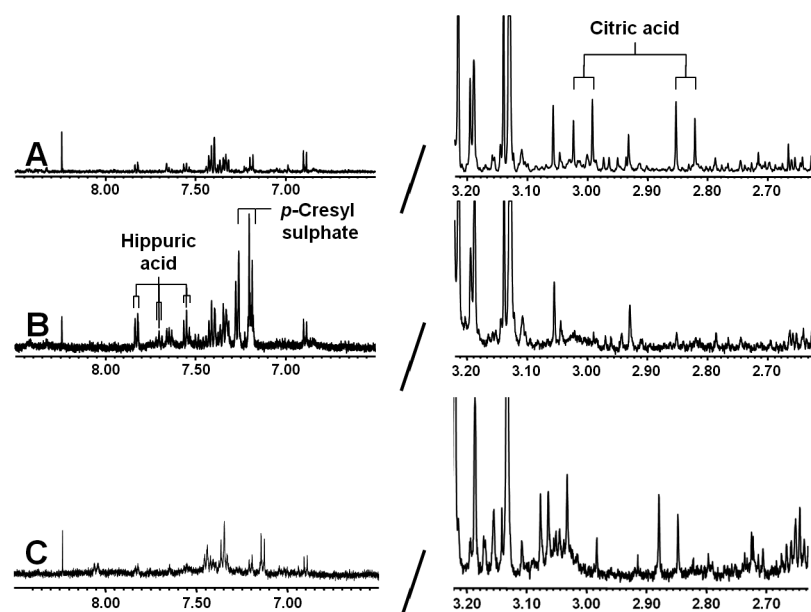 Citric acid
A
8.00 7.50 7.00
3.20 3.10 3.00 2.90 2.80 2.70
p-Cresyl
sulphate
Hippuric
acid
B
8.00 7.50 7.00
3.20 3.10 3.00 2.90 2.80 2.70
C
8.00 7.50 7.00
3.20 3.10 3.00 2.90 2.80 2.70